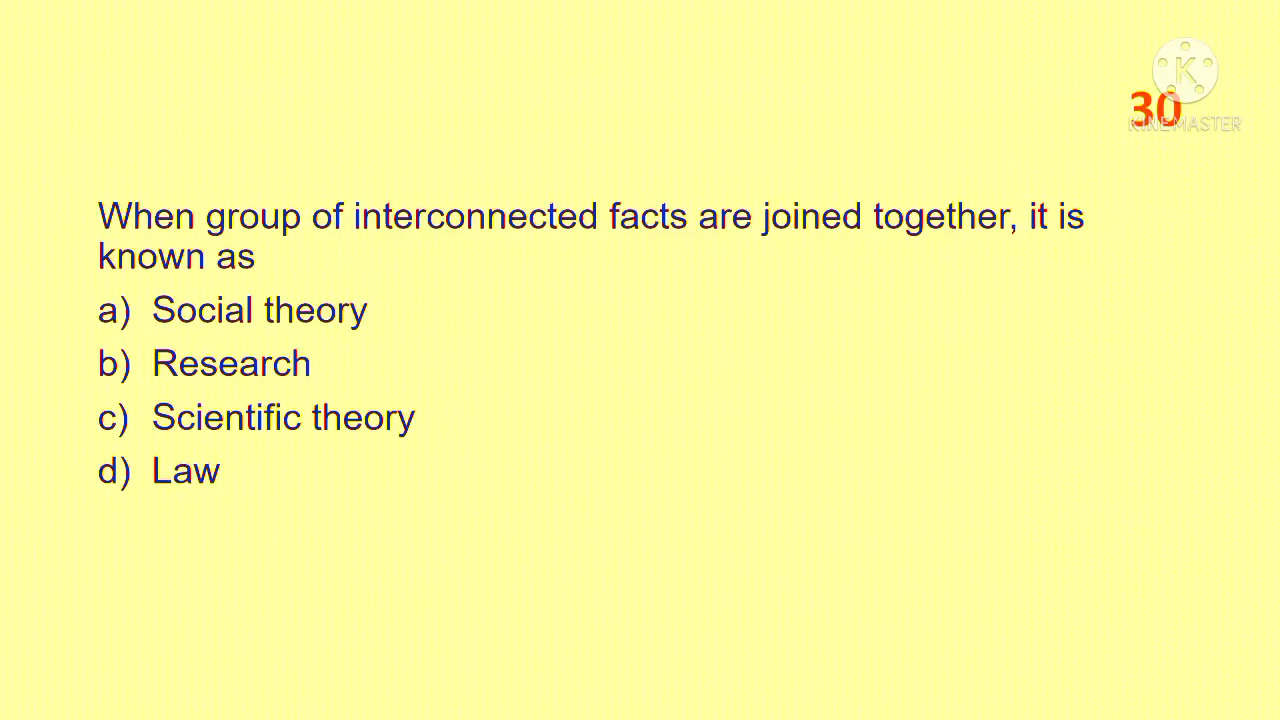 K
30
KINEMASTER
When group of interconnected facts are joined together, it is
known as
a) Social theory
b) Research
c) Scientific theory
d) Law